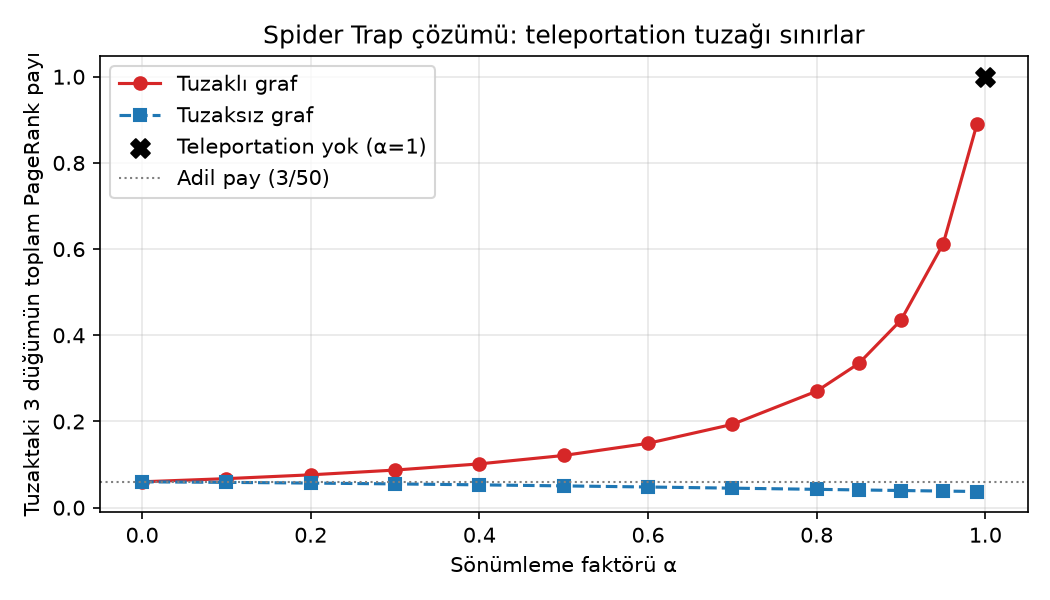 Spider Trap çözümü: teleportation tuzağı sınırlar
Tuzaktaki 3 düğümün toplam PageRank payı
1.0
0.8
0.6
0.4
0.2
0.0
Tuzaklı graf
Tuzaksız graf
Teleportation yok (α=1)
Adil pay (3/50)
0.0 0.2 0.4 0.6 0.8 1.0
Sönümleme faktörü α